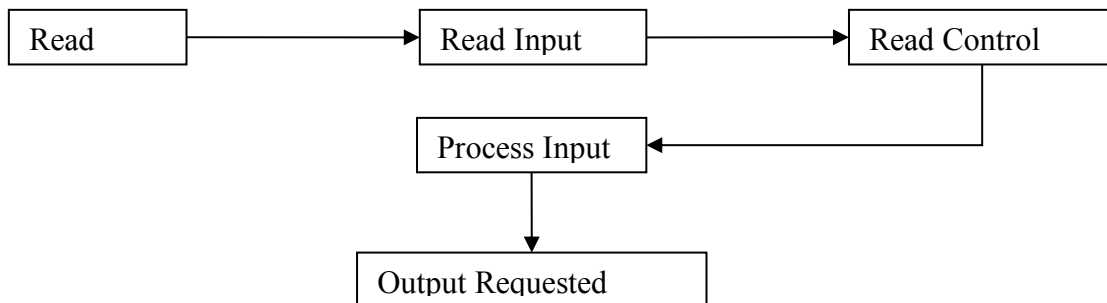 Read
Read Input
Read Control
Process Input
Output Requested